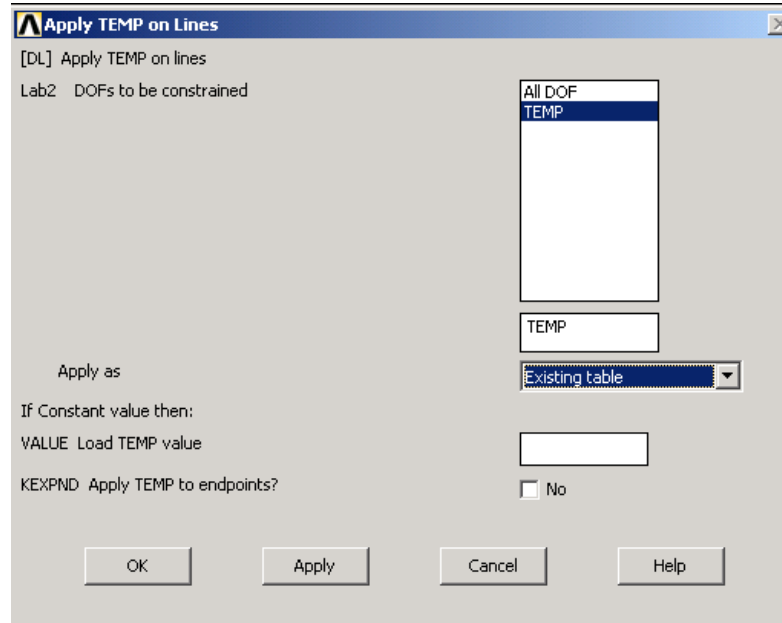 Apply TEMP on Lines
[DL] Apply TEMP on lines
Lab2 DOFs to be constrained
All DOF
TEMP
TEMP
Apply as
Existing table
If Constant value then:
VALUE Load TEMP value
KEXPND Apply TEMP to endpoints?
No
OK
Apply
Cancel
Help